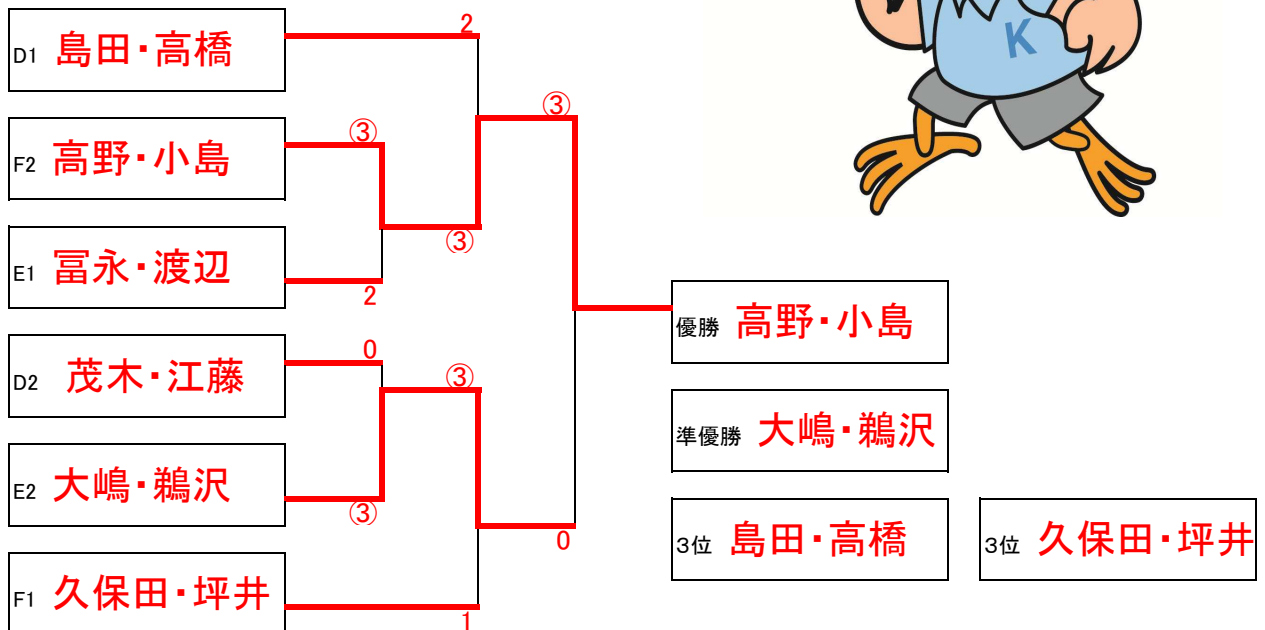 K
2
D1 島田・高橋
③
③
F2 高野・小島
③
E1 冨永・渡辺
2
優勝 高野・小島
0
D2 茂木・江藤
③
準優勝 大嶋・鵜沢
E2 大嶋・鵜沢
③
0
3位 島田・高橋
3位 久保田・坪井
F1 久保田・坪井
1